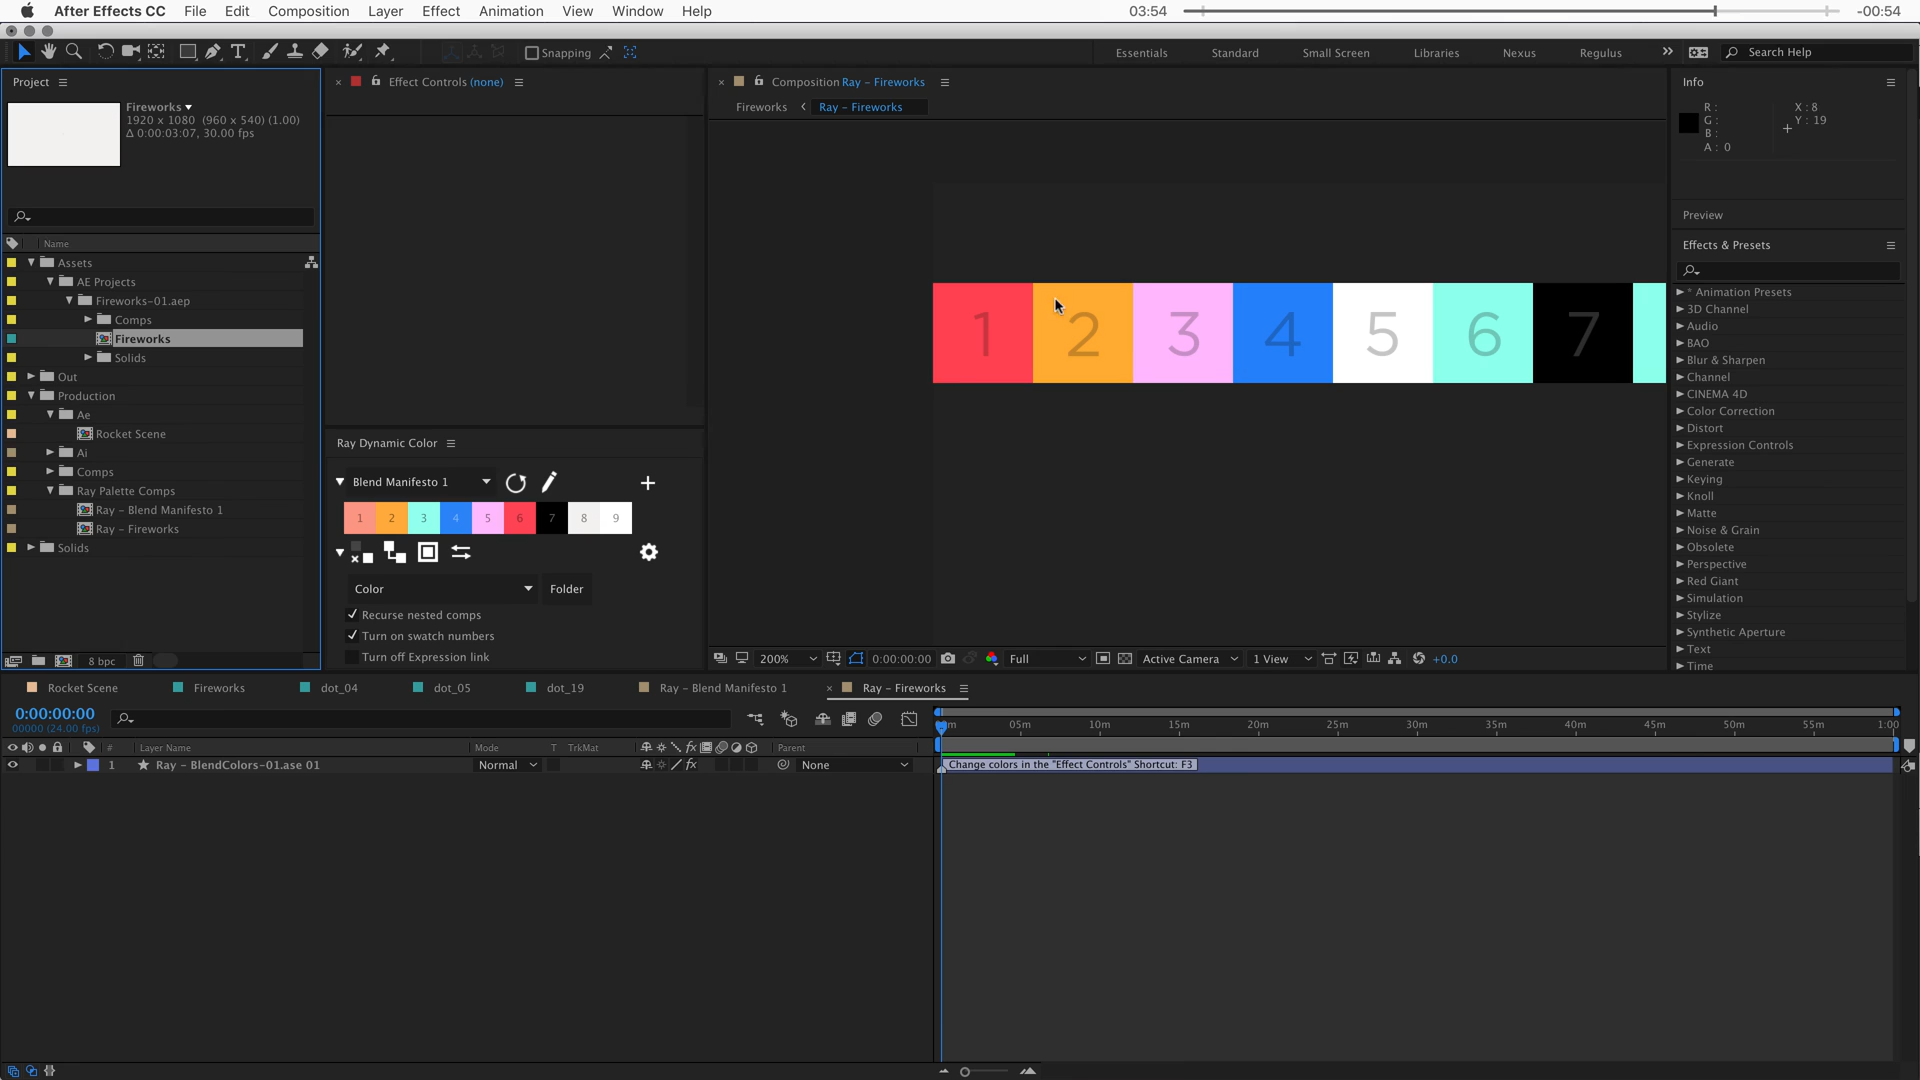 After Effects CC File Edit Composition Layer Effect Animation View Window Help 03:54 -00:54
Snapping Essentials Standard Small Screen Libraries Nexus Regulus Search Help
Project
Fireworks
1920 x 1080 (960 x 540) (1.00)
Δ 0:00:03:07, 30.00 fps
Name
Assets
AE Projects
Fireworks-01.aep
Comps
Fireworks
Solids
Out
Production
Ae
Rocket Scene
Ai
Comps
Ray Palette Comps
Ray - Blend Manifesto 1
Ray - Fireworks
Solids
8 bpc
Effect Controls (none)
Ray Dynamic Color
Blend Manifesto 1
1 2 3 4 5 6 7 8 9
Color Folder
Recurse nested comps
Turn on swatch numbers
Turn off Expression link
Composition Ray - Fireworks
Fireworks Ray - Fireworks
1 2 3 4 5 6 7
200% 0:00:00:00 Full Active Camera 1 View +0.0
Info
R : X : 8
G : Y : 19
B :
A : 0
Preview
Effects & Presets
* Animation Presets
3D Channel
Audio
BAO
Blur & Sharpen
Channel
CINEMA 4D
Color Correction
Distort
Expression Controls
Generate
Keying
Knoll
Matte
Noise & Grain
Obsolete
Perspective
Red Giant
Simulation
Stylize
Synthetic Aperture
Text
Time
Rocket Scene Fireworks dot_04 dot_05 dot_19 Ray - Blend Manifesto 1 Ray - Fireworks
0:00:00:00
00000 (24.00 fps)
05m 10m 15m 20m 25m 30m 35m 40m 45m 50m 55m 1:00
# Layer Name Mode T TrkMat fx Parent
1 Ray - BlendColors-01.ase 01 Normal fx None
Change colors in the "Effect Controls" Shortcut: F3